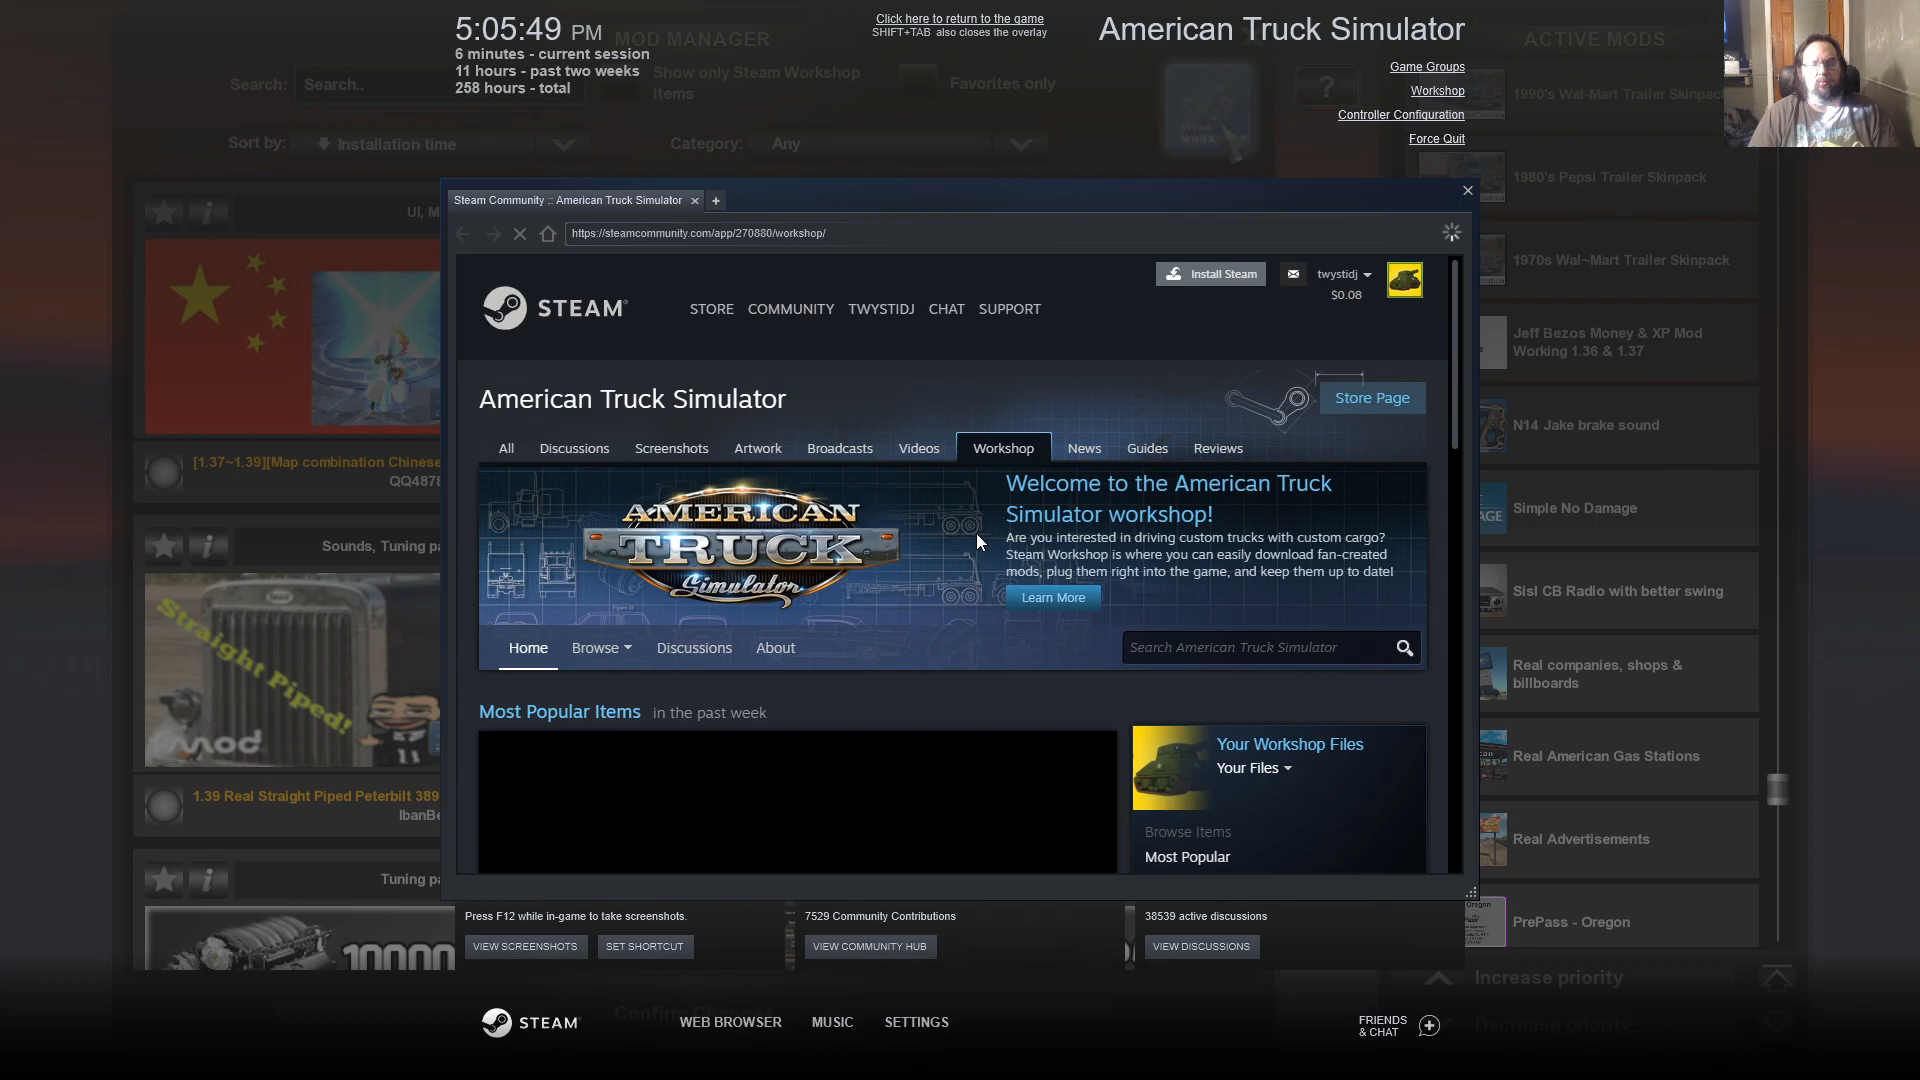 5:05:49 PM
6 minutes - current session
11 hours - past two weeks
258 hours - total
Click here to return to the game
SHIFT+TAB also closes the overlay
American Truck Simulator
Game Groups
Workshop
Controller Configuration
Force Quit
MOD MANAGER
Search:
Search..
Show only Steam Workshop
items
Favorites only
Sort by:
Installation time
Category:
Any
STEAM
?
ACTIVE MODS
1990's Wal-Mart Trailer Skinpack
1980's Pepsi Trailer Skinpack
1970s Wal~Mart Trailer Skinpack
Jeff Bezos Money & XP Mod
Working 1.36 & 1.37
N14 Jake brake sound
Simple No Damage
Sisl CB Radio with better swing
Real companies, shops &
billboards
Real American Gas Stations
Real Advertisements
PrePass - Oregon
Increase priority
Decrease priority
UI, M
[1.37~1.39][Map combination Chinese
QQ4878
Sounds, Tuning pa
Straight Piped!
mod
1.39 Real Straight Piped Peterbilt 389
IbanBe
Tuning pa
10000
Steam Community :: American Truck Simulator
https://steamcommunity.com/app/270880/workshop/
Install Steam
twystidj
$0.08
STEAM
STORE
COMMUNITY
TWYSTIDJ
CHAT
SUPPORT
American Truck Simulator
Store Page
All
Discussions
Screenshots
Artwork
Broadcasts
Videos
Workshop
News
Guides
Reviews
AMERICAN
TRUCK
Simulator
Welcome to the American Truck
Simulator workshop!
Are you interested in driving custom trucks with custom cargo?
Steam Workshop is where you can easily download fan-created
mods, plug them right into the game, and keep them up to date!
Learn More
Home
Browse
Discussions
About
Search American Truck Simulator
Most Popular Items in the past week
Your Workshop Files
Your Files
Browse Items
Most Popular
Press F12 while in-game to take screenshots.
VIEW SCREENSHOTS
SET SHORTCUT
7529 Community Contributions
VIEW COMMUNITY HUB
38539 active discussions
VIEW DISCUSSIONS
STEAM
WEB BROWSER
MUSIC
SETTINGS
FRIENDS
& CHAT